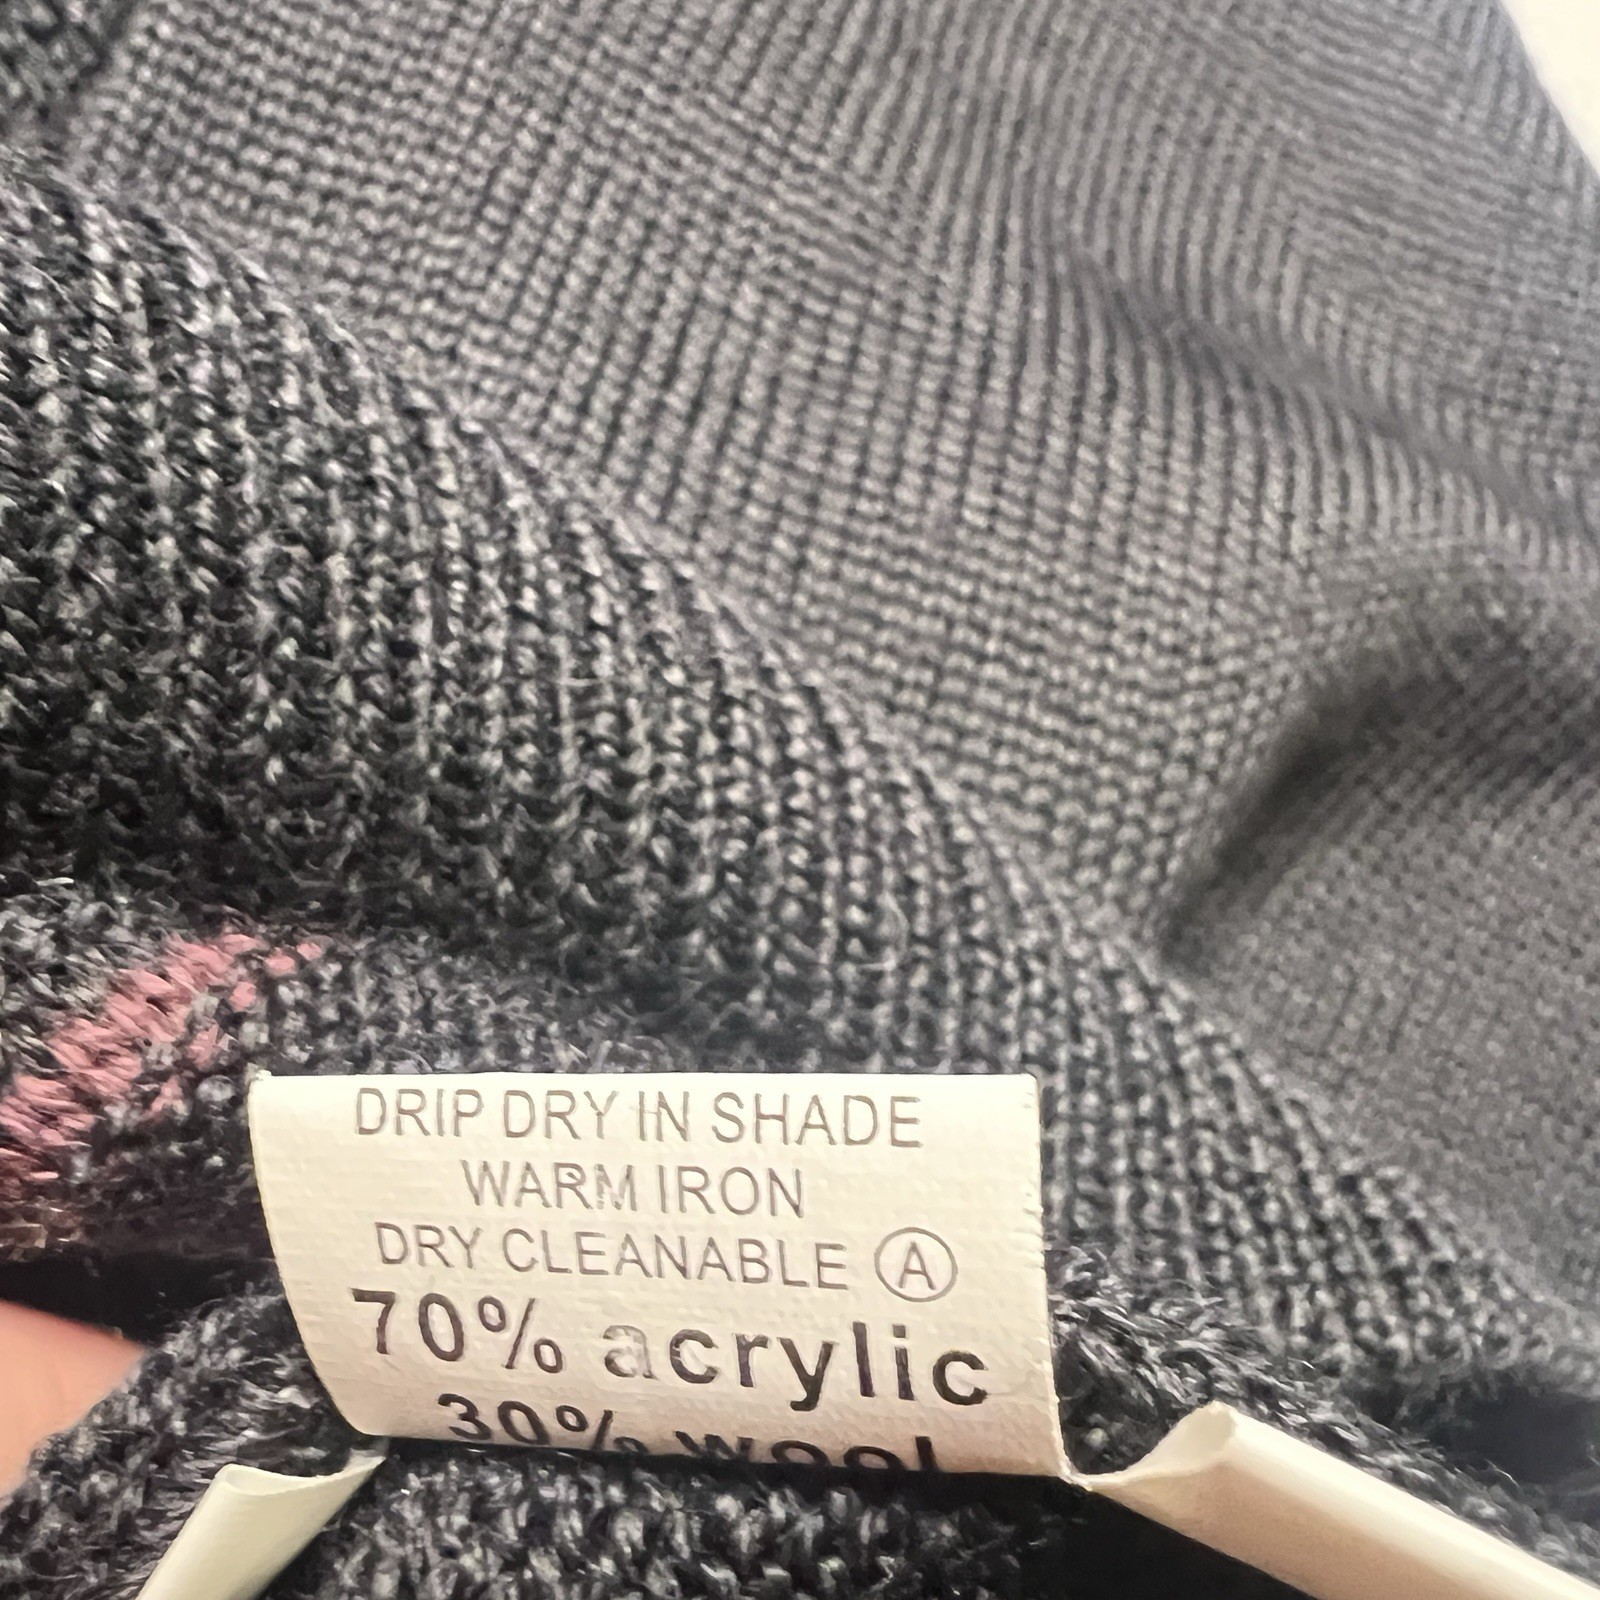 DRIP DRY IN SHADE
WARM IRON
DRY CLEANABLE Ⓐ
70% acrylic
30% wool